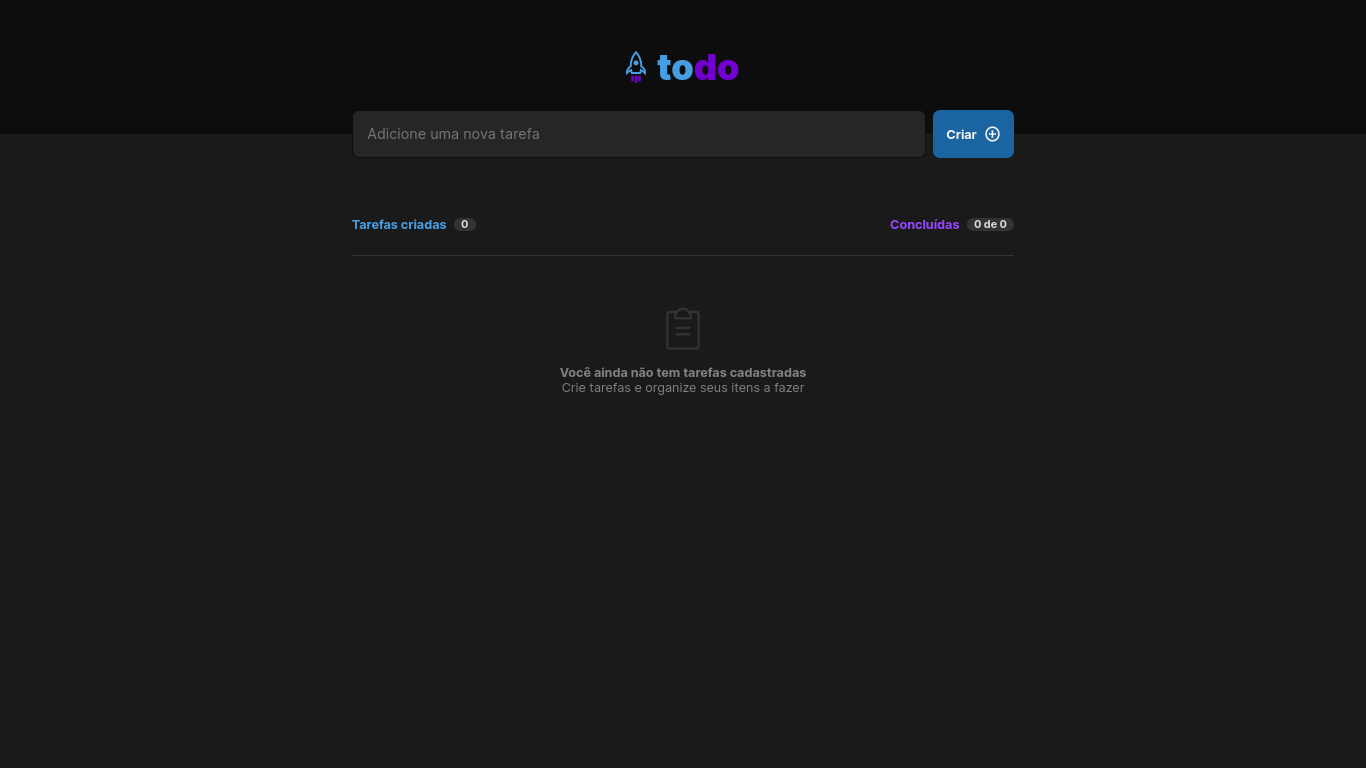 todo
Adicione uma nova tarefa
Criar
Tarefas criadas 0
Concluídas 0 de 0
Você ainda não tem tarefas cadastradas
Crie tarefas e organize seus itens a fazer